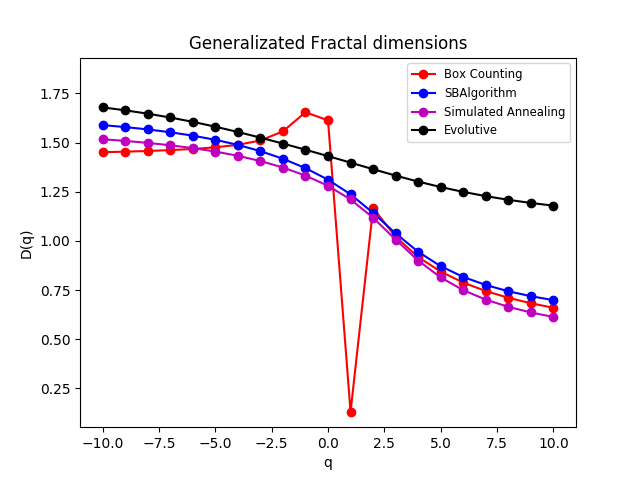 Generalizated Fractal dimensions
Box Counting
SBAlgorithm
Simulated Annealing
Evolutive
D(q)
1.75
1.50
1.25
1.00
0.75
0.50
0.25
−10.0 −7.5 −5.0 −2.5 0.0 2.5 5.0 7.5 10.0
q